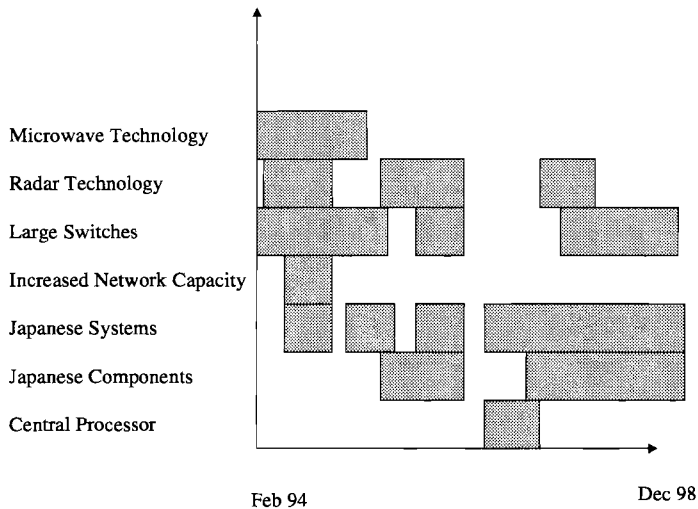 Microwave Technology
Radar Technology
Large Switches
Increased Network Capacity
Japanese Systems
Japanese Components
Central Processor
Feb 94
Dec 98